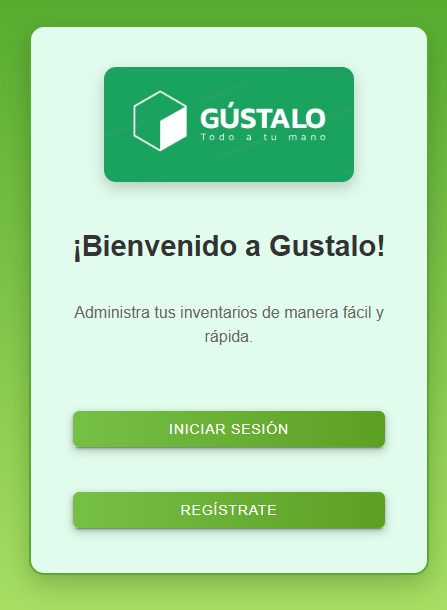 GÚSTALO
Todo a tu mano
¡Bienvenido a Gustalo!
Administra tus inventarios de manera fácil y
rápida.
INICIAR SESIÓN
REGÍSTRATE